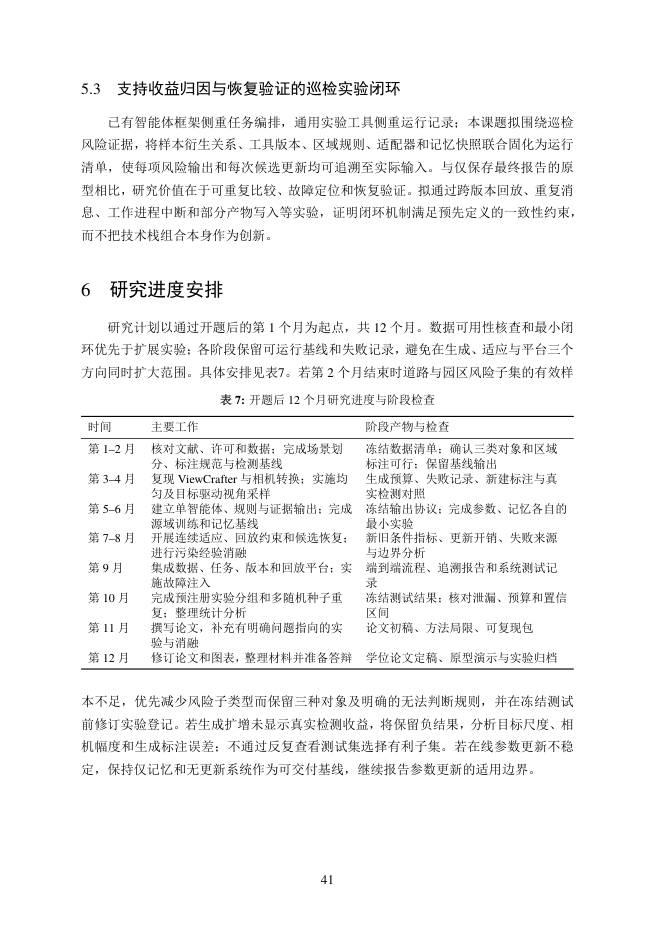 5.3 支持收益归因与恢复验证的巡检实验闭环
已有智能体框架侧重任务编排，通用实验工具侧重运行记录；本课题拟围绕巡检
风险证据，将样本衍生关系、工具版本、区域规则、适配器和记忆快照联合固化为运行
清单，使每项风险输出和每次候选更新均可追溯至实际输入。与仅保存最终报告的原
型相比，研究价值在于可重复比较、故障定位和恢复验证。拟通过跨版本回放、重复消
息、工作进程中断和部分产物写入等实验，证明闭环机制满足预先定义的一致性约束，
而不把技术栈组合本身作为创新。
6 研究进度安排
研究计划以通过开题后的第 1 个月为起点，共 12 个月。数据可用性核查和最小闭
环优先于扩展实验；各阶段保留可运行基线和失败记录，避免在生成、适应与平台三个
方向同时扩大范围。具体安排见表7。若第 2 个月结束时道路与园区风险子集的有效样
表 7: 开题后 12 个月研究进度与阶段检查
时间 主要工作 阶段产物与检查
第 1–2 月 核对文献、许可和数据；完成场景划 冻结数据清单；确认三类对象和区域
分、标注规范与检测基线 标注可行；保留基线输出
第 3–4 月 复现 ViewCrafter 与相机转换；实施均 生成预算、失败记录、新建标注与真
匀及目标驱动视角采样 实检测对照
第 5–6 月 建立单智能体、规则与证据输出；完成 冻结输出协议；完成参数、记忆各自的
源域训练和记忆基线 最小实验
第 7–8 月 开展连续适应、回放约束和候选恢复； 新旧条件指标、更新开销、失败来源
进行污染经验消融 与边界分析
第 9 月 集成数据、任务、版本和回放平台；实 端到端流程、追溯报告和系统测试记
施故障注入 录
第 10 月 完成预注册实验分组和多随机种子重 冻结测试结果；核对泄漏、预算和置信
复；整理统计分析 区间
第 11 月 撰写论文，补充有明确问题指向的实 论文初稿、方法局限、可复现包
验与消融
第 12 月 修订论文和图表，整理材料并准备答辩 学位论文定稿、原型演示与实验归档
本不足，优先减少风险子类型而保留三种对象及明确的无法判断规则，并在冻结测试
前修订实验登记。若生成扩增未显示真实检测收益，将保留负结果，分析目标尺度、相
机幅度和生成标注误差；不通过反复查看测试集选择有利子集。若在线参数更新不稳
定，保持仅记忆和无更新系统作为可交付基线，继续报告参数更新的适用边界。
41